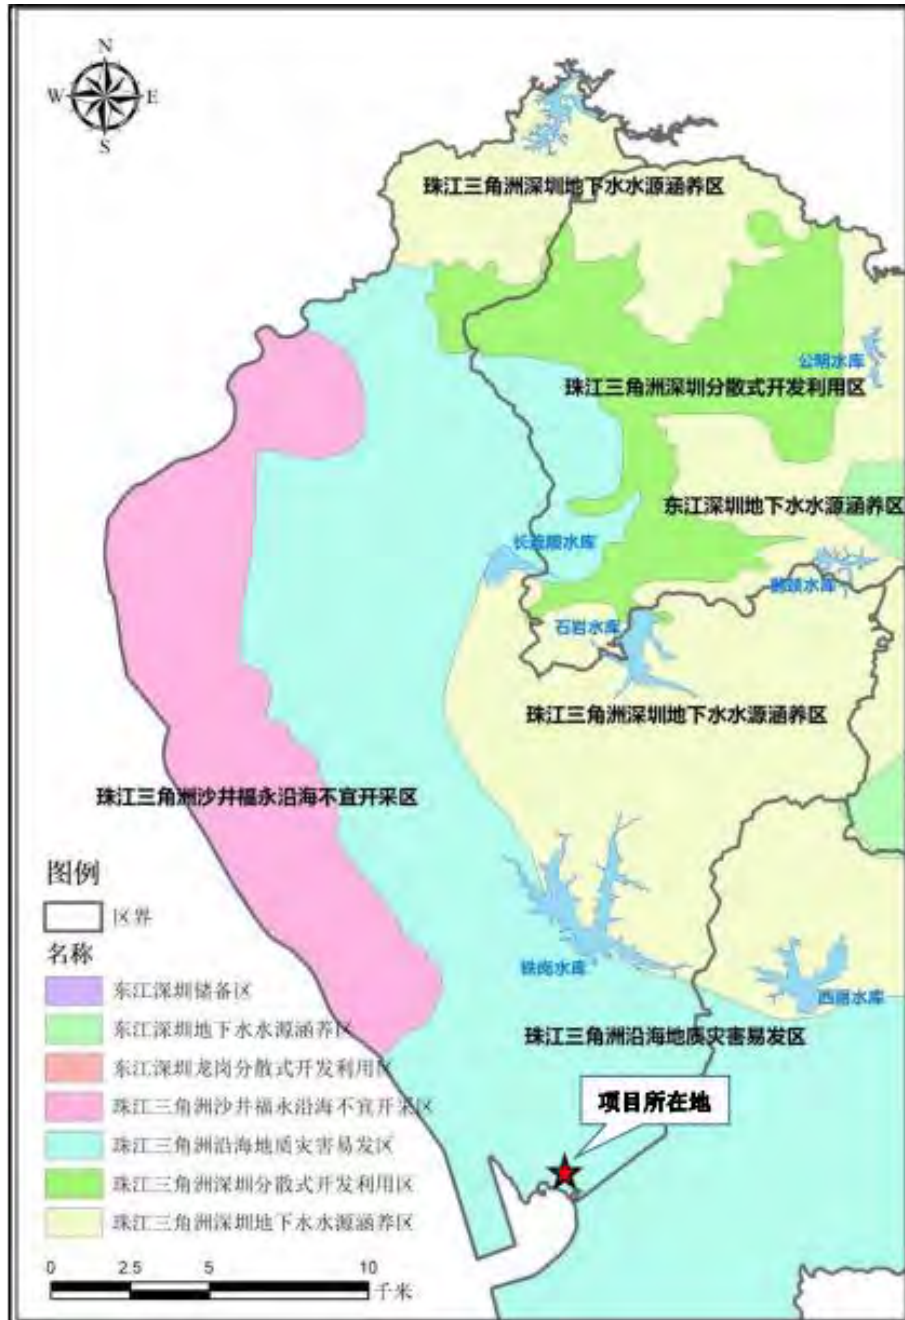 N
W
E
S
珠江三角洲深圳地下水水源涵养区
公明水库
珠江三角洲深圳分散式开发利用区
东江深圳地下水水源涵养区
长流陂水库
鹅颈水库
石岩水库
珠江三角洲深圳地下水水源涵养区
珠江三角洲沙井福永沿海不宜开采区
铁岗水库
西丽水库
珠江三角洲沿海地质灾害易发区
项目所在地
图例
区界
名称
东江深圳储备区
东江深圳地下水水源涵养区
东江深圳龙岗分散式开发利用区
珠江三角洲沙井福永沿海不宜开采区
珠江三角洲沿海地质灾害易发区
珠江三角洲深圳分散式开发利用区
珠江三角洲深圳地下水水源涵养区
0 2.5 5 10
千米